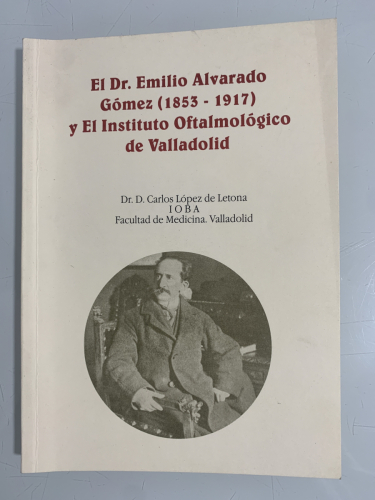 El Dr. Emilio Alvarado
Gómez (1853 - 1917)
y El Instituto Oftalmológico
de Valladolid
Dr. D. Carlos López de Letona
I O B A
Facultad de Medicina. Valladolid